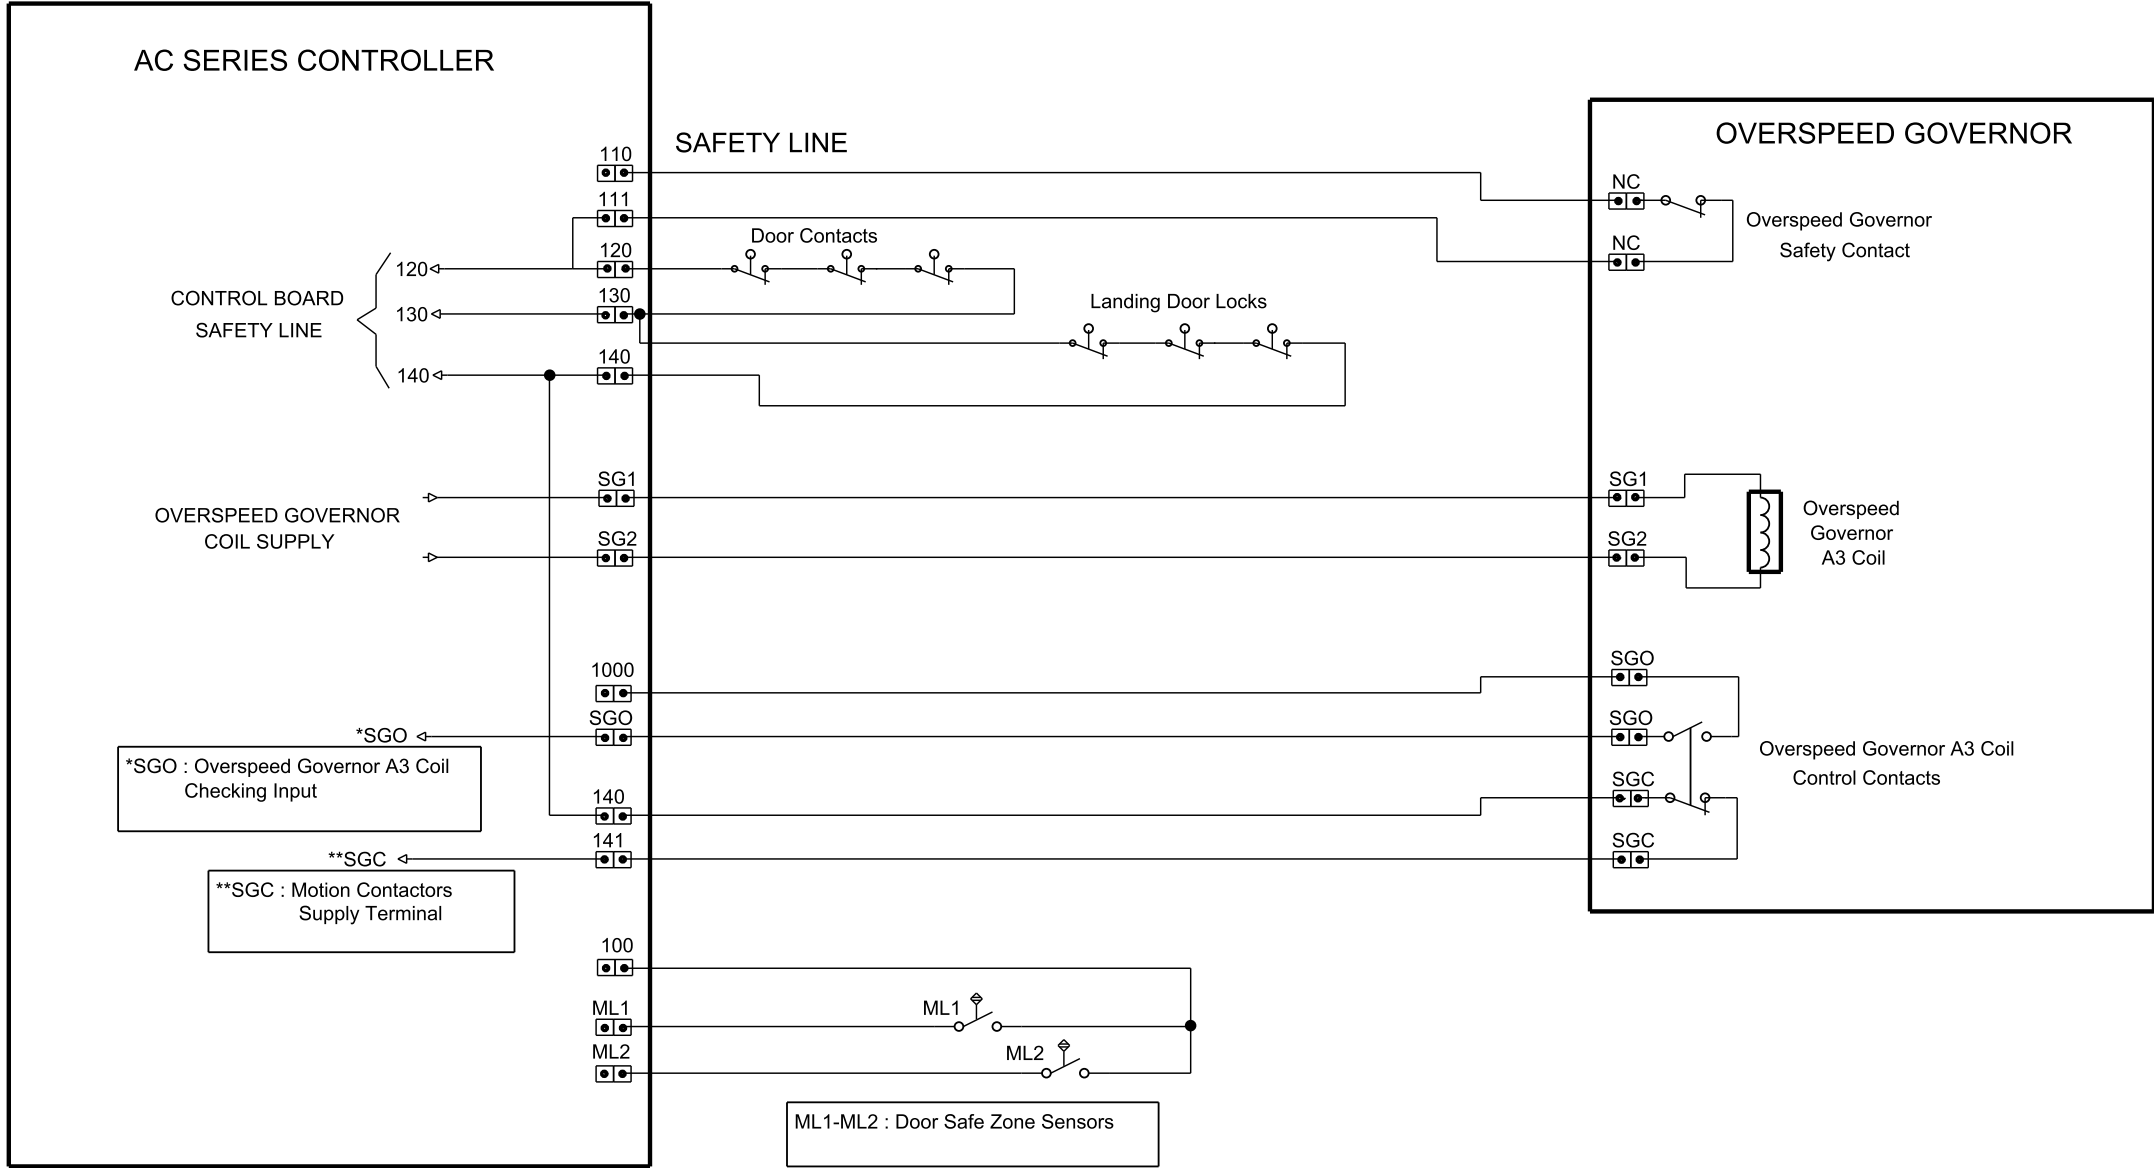 AC SERIES CONTROLLER
SAFETY LINE
OVERSPEED GOVERNOR
110
111
120
130
140
Door Contacts
Landing Door Locks
NC
NC
Overspeed Governor
Safety Contact
120
130
140
CONTROL BOARD
SAFETY LINE
SG1
SG2
OVERSPEED GOVERNOR
COIL SUPPLY
SG1
SG2
Overspeed
Governor
A3 Coil
1000
SGO
*SGO
*SGO : Overspeed Governor A3 Coil
Checking Input
140
141
**SGC
**SGC : Motion Contactors
Supply Terminal
SGO
SGO
SGC
SGC
Overspeed Governor A3 Coil
Control Contacts
100
ML1
ML2
ML1
ML2
ML1-ML2 : Door Safe Zone Sensors